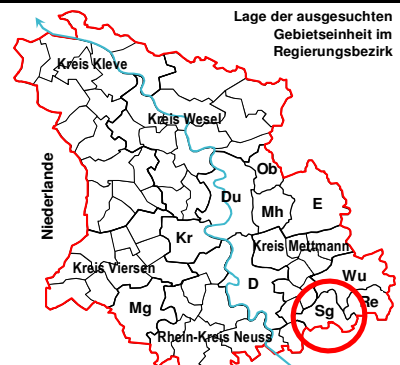 Lage der ausgesuchten
Gebietseinheit im
Regierungsbezirk
Kreis Kleve
Kreis Wesel
Niederlande
Ob
Du
Mh
E
Kr
Kreis Mettmann
Kreis Viersen
Wu
Mg
D
Sg
Re
Rhein-Kreis Neuss